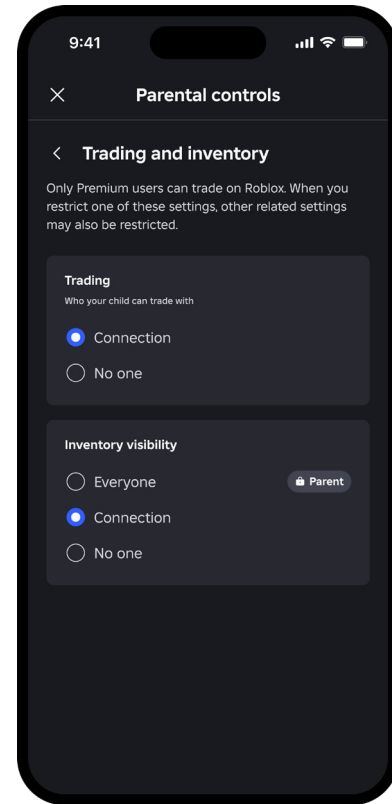 9:41
Parental controls
Trading and inventory
Only Premium users can trade on Roblox. When you
restrict one of these settings, other related settings
may also be restricted.
Trading
Who your child can trade with
Connection
No one
Inventory visibility
Everyone
Parent
Connection
No one